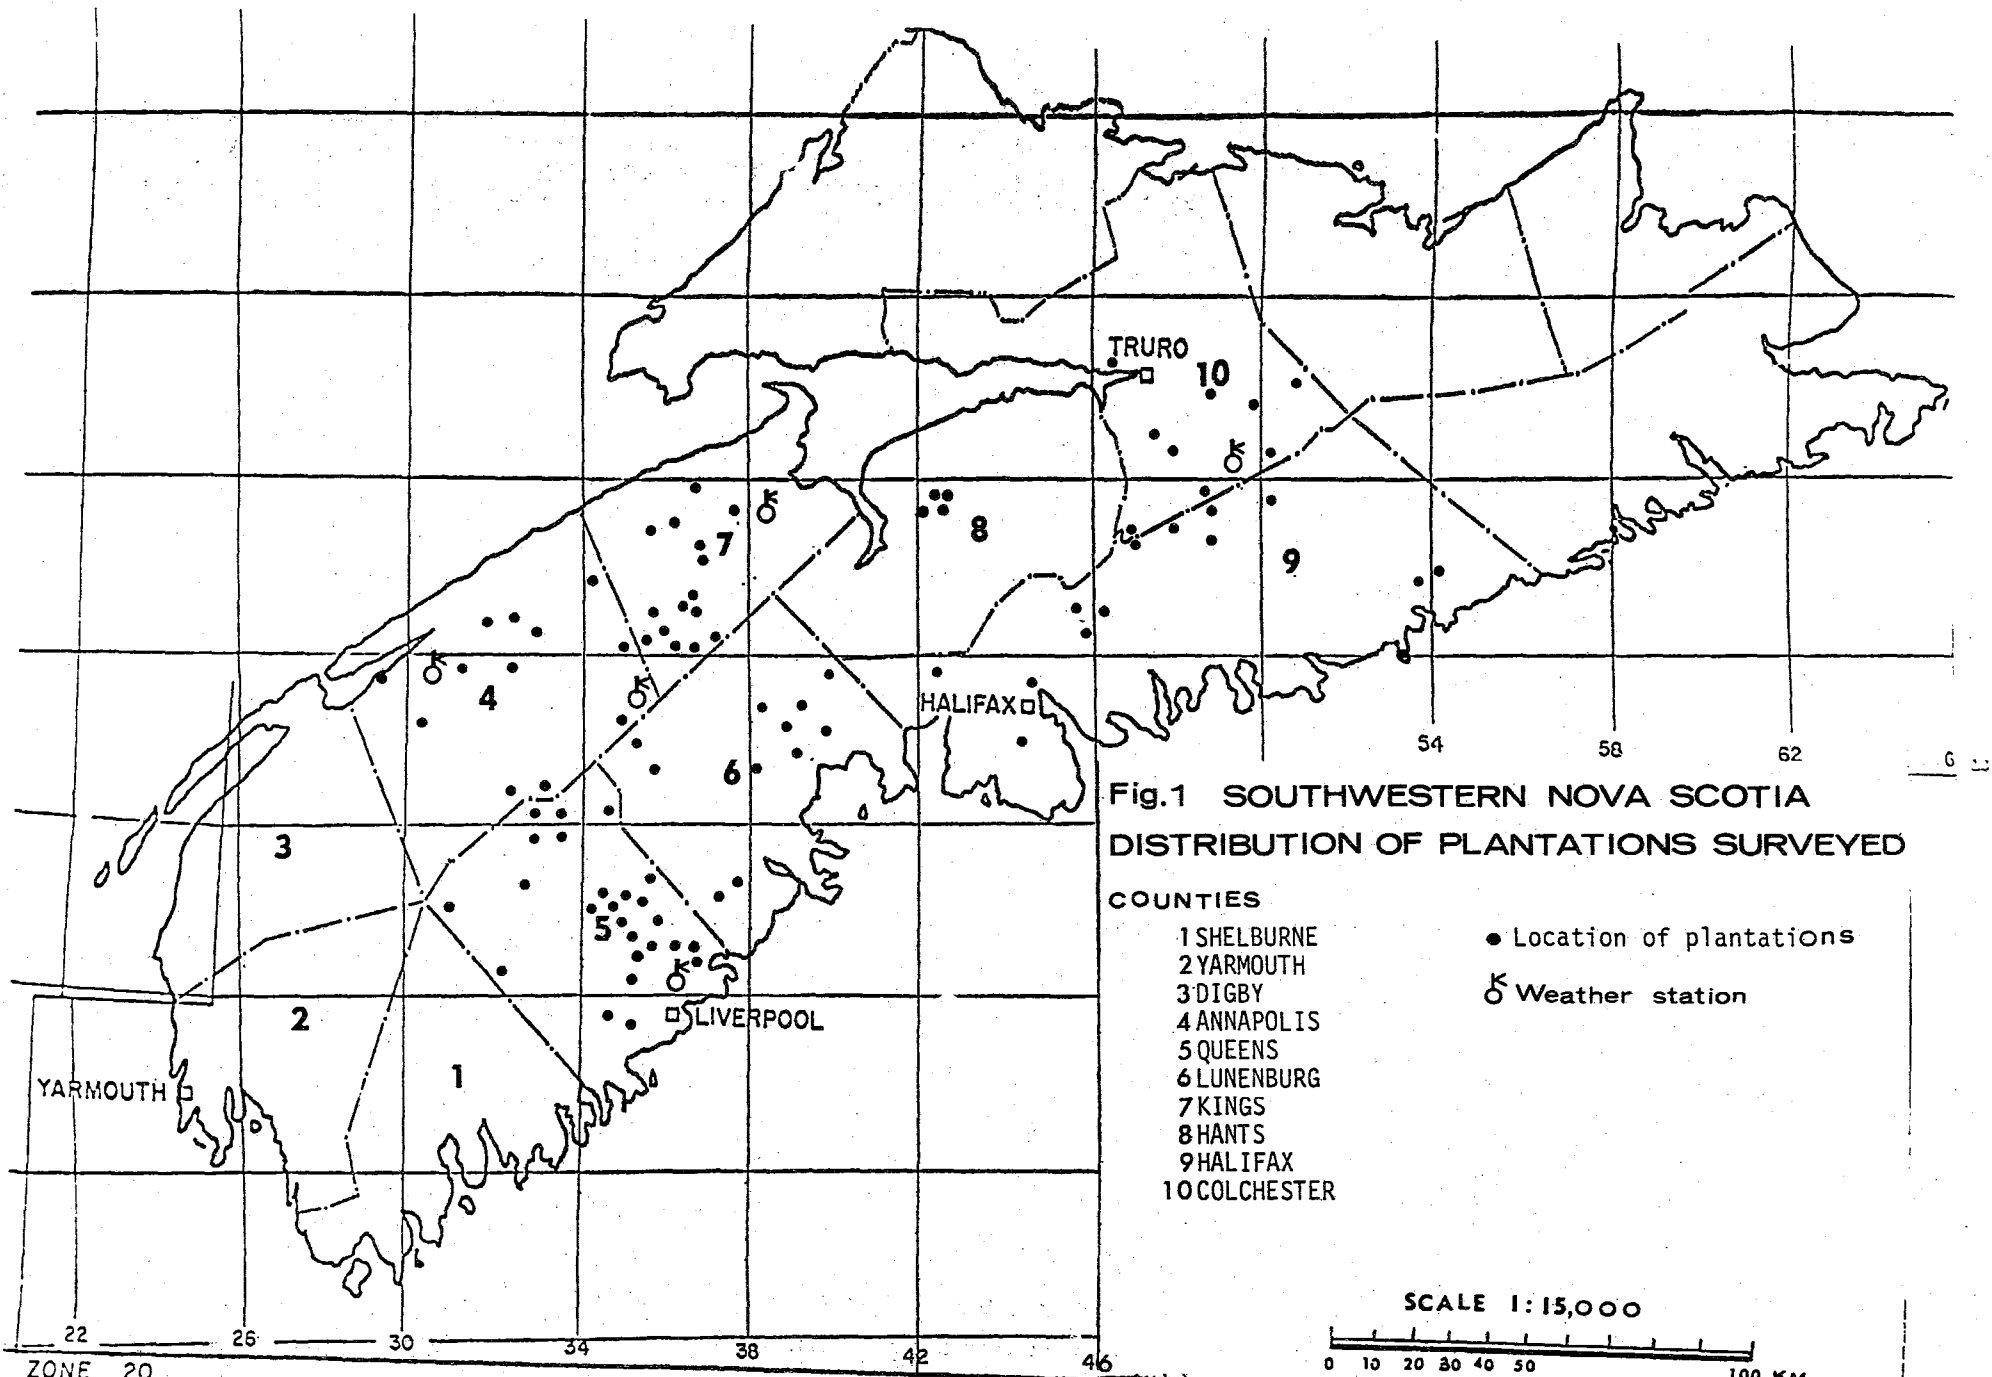 TRURO
10
7
8
9
4
HALIFAX
6
54
58
62
6
Fig.1 SOUTHWESTERN NOVA SCOTIA
DISTRIBUTION OF PLANTATIONS SURVEYED
3
5
2
LIVERPOOL
YARMOUTH
1
COUNTIES
1 SHELBURNE
2 YARMOUTH
3 DIGBY
4 ANNAPOLIS
5 QUEENS
6 LUNENBURG
7 KINGS
8 HANTS
9 HALIFAX
10 COLCHESTER
Location of plantations
Weather station
SCALE 1:15,000
0 10 20 30 40 50 100 KM
22 26 30 34 38 42 46
ZONE 20